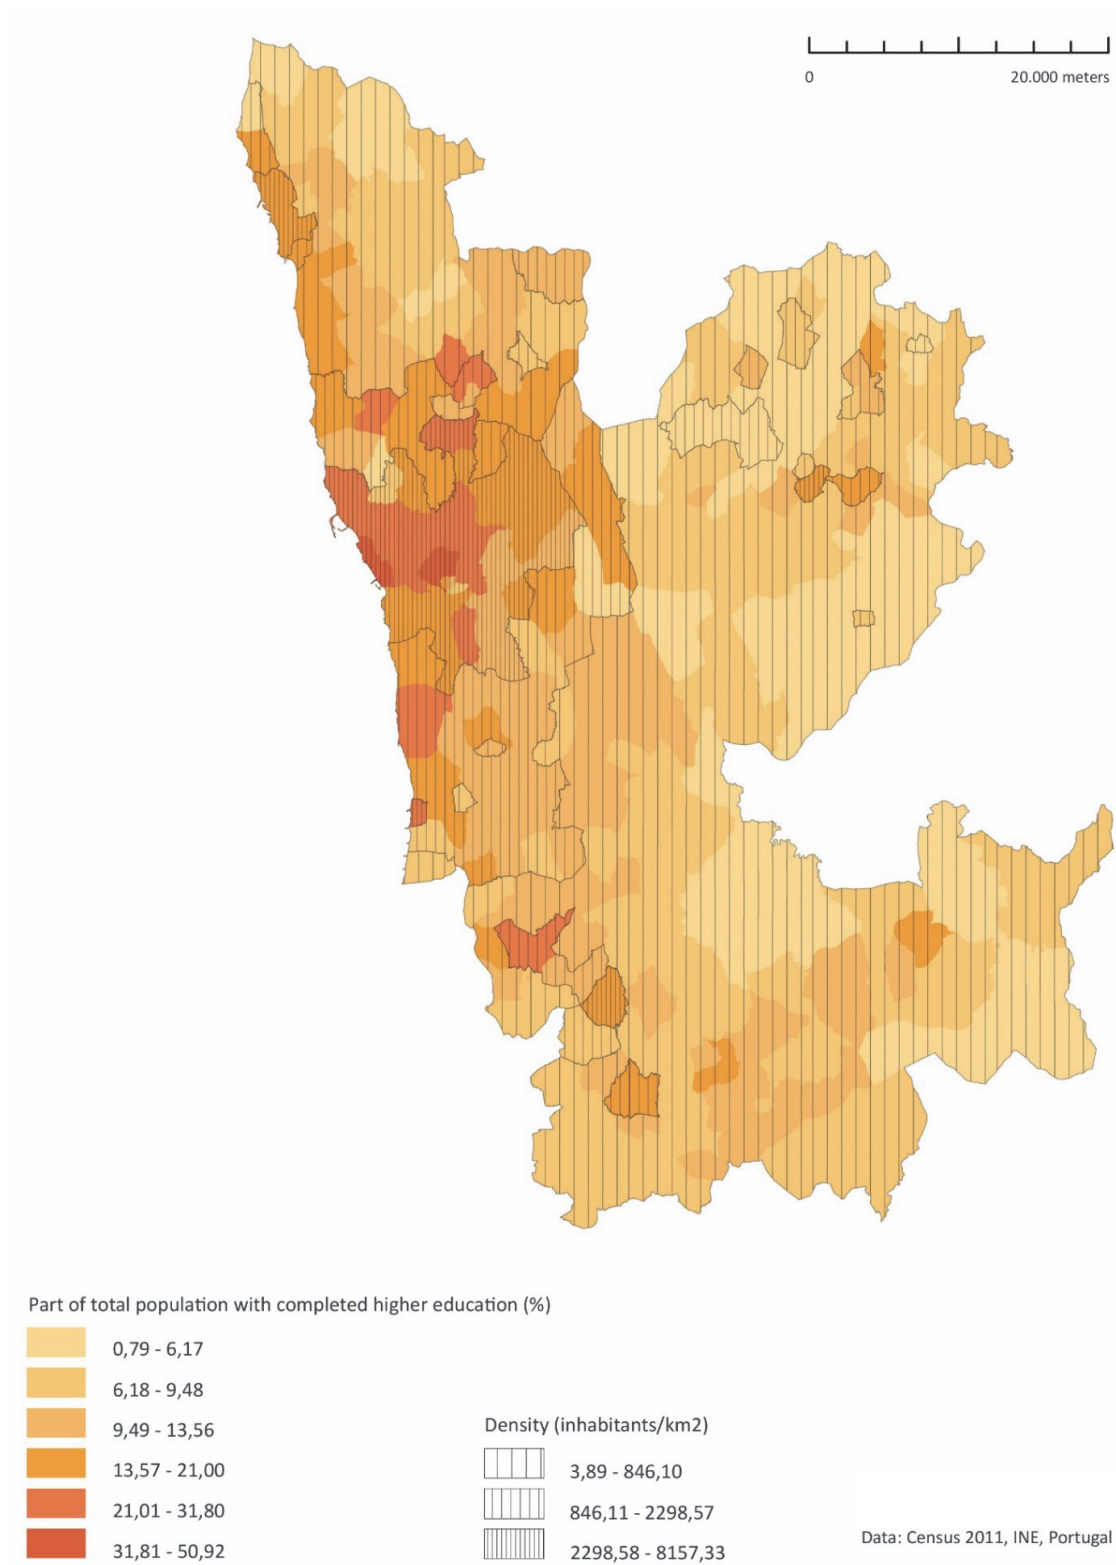 0
20.000 meters
Part of total population with completed higher education (%)
0,79 - 6,17
6,18 - 9,48
9,49 - 13,56
13,57 - 21,00
21,01 - 31,80
31,81 - 50,92
Density (inhabitants/km2)
3,89 - 846,10
846,11 - 2298,57
2298,58 - 8157,33
Data: Census 2011, INE, Portugal